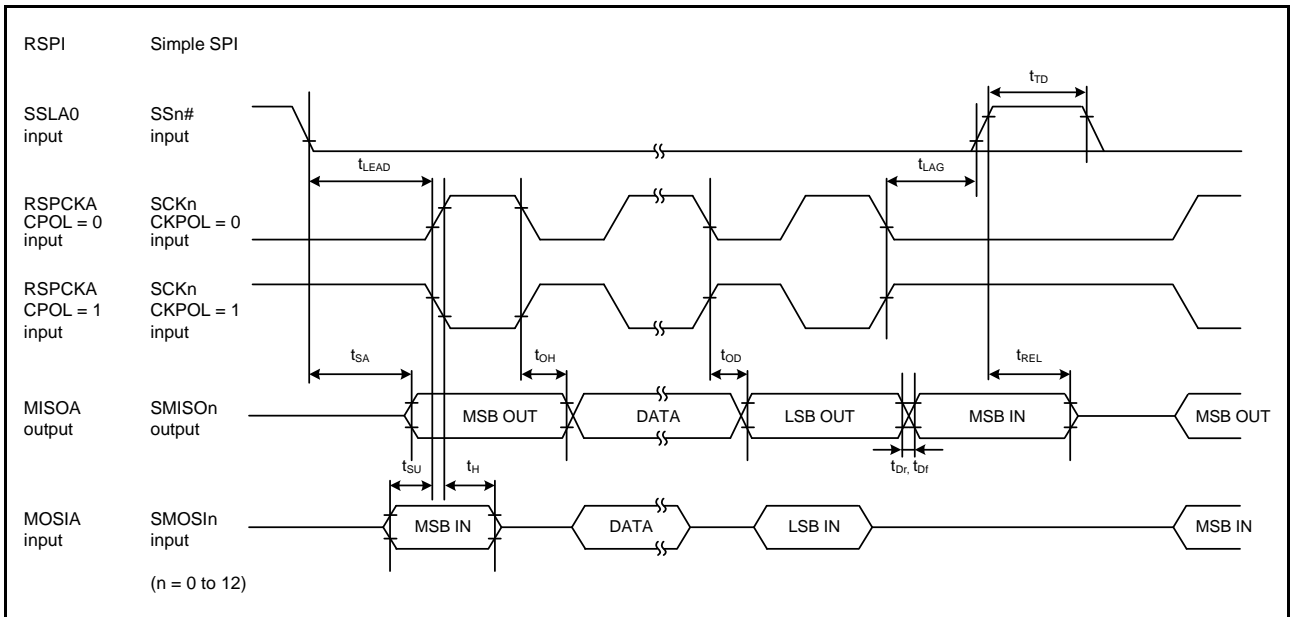 RSPI Simple SPI
tTD
SSLA0 SSn#
input input
tLEAD tLAG
RSPCKA SCKn
CPOL = 0 CKPOL = 0
input input
RSPCKA SCKn
CPOL = 1 CKPOL = 1
input input
tSA tOH tOD tREL
MISOA SMISOn
output output
MSB OUT DATA LSB OUT MSB IN MSB OUT
tSU tH tDr, tDf
MOSIA SMOSIn
input input
MSB IN DATA LSB IN MSB IN
(n = 0 to 12)